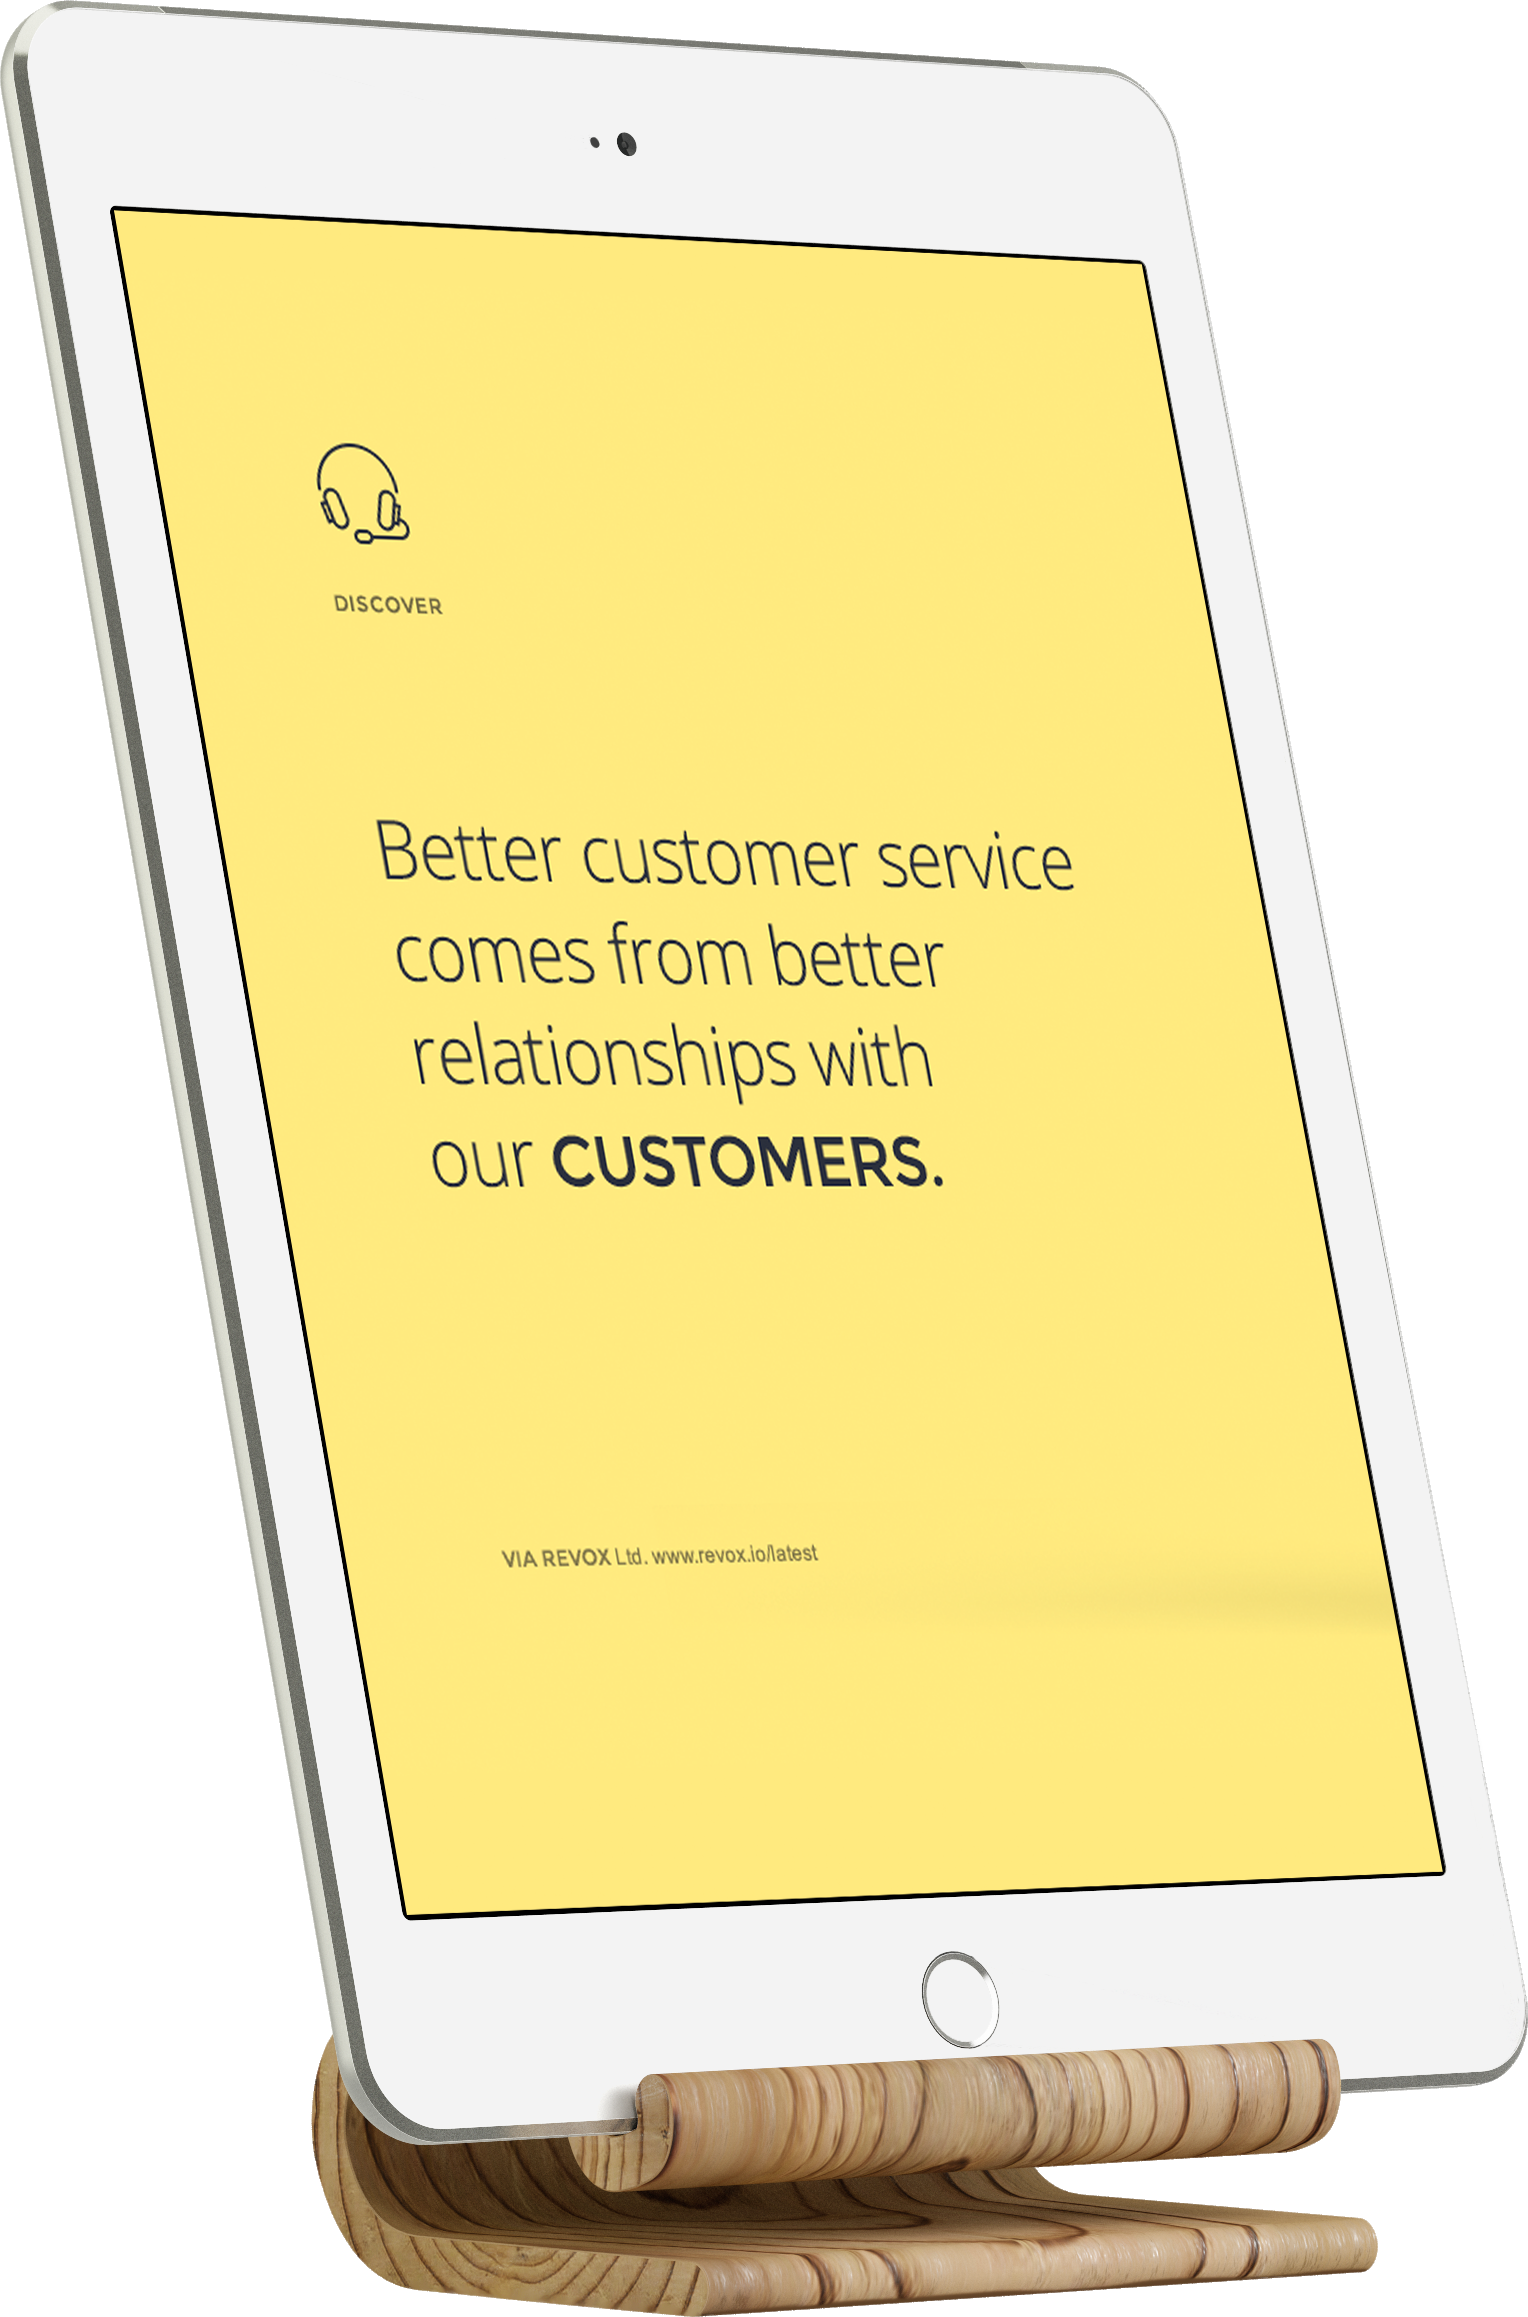 DISCOVER
Better customer service
comes from better
relationships with
our CUSTOMERS.
VIA REVOX Ltd. www.revox.io/latest